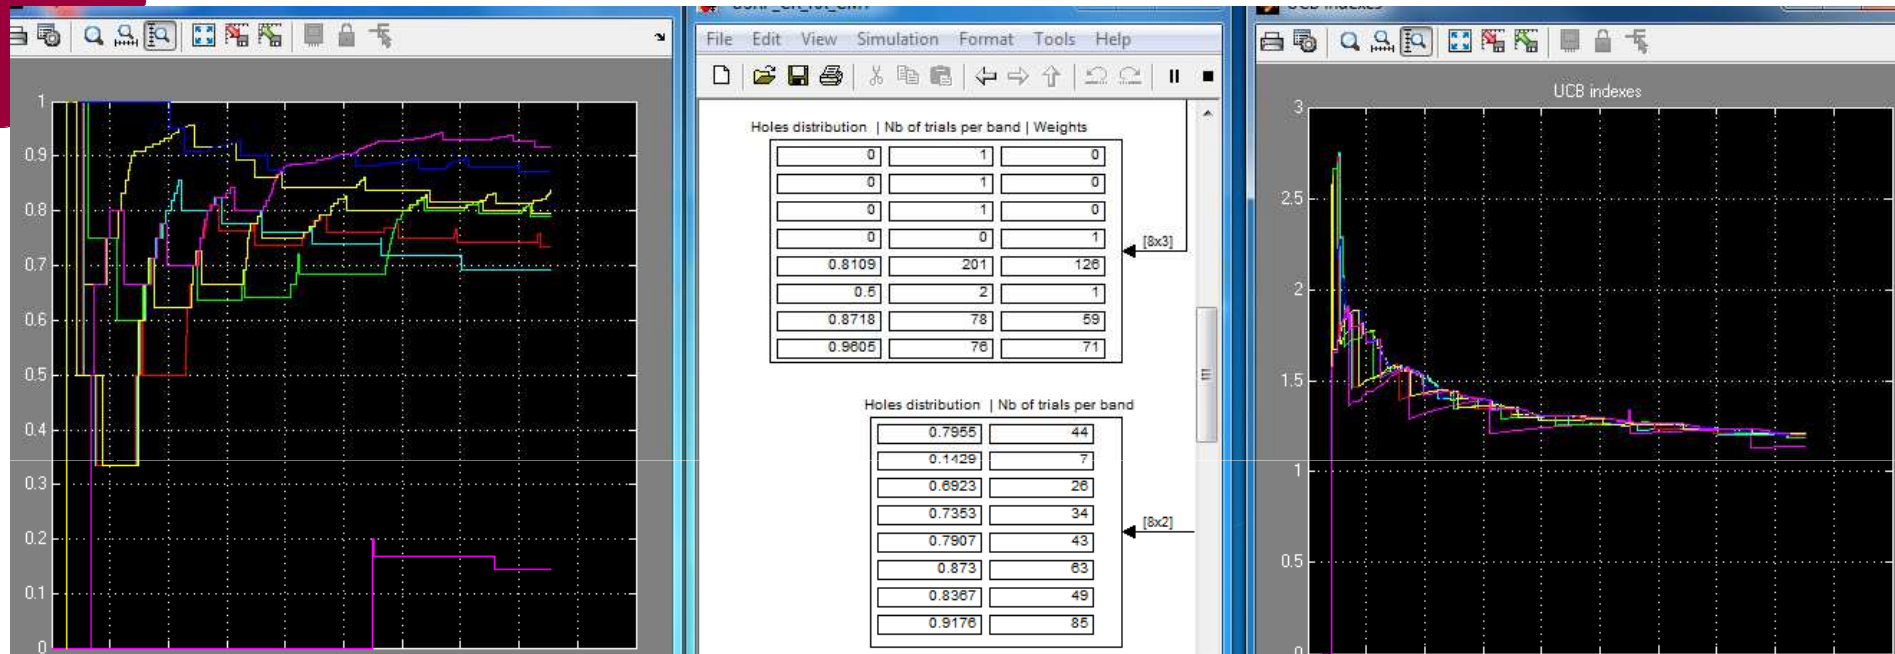 UCB indexes
File Edit View Simulation Format Tools Help
1
0.9
0.8
0.7
0.6
0.5
0.4
0.3
0.2
0.1
0
Holes distribution | Nb of trials per band | Weights
0 1 0
0 1 0
0 1 0
0 0 1
0.8109 201 126
0.5 2 1
0.8718 78 59
0.9605 76 71
[8x3]
Holes distribution | Nb of trials per band
0.7955 44
0.1429 7
0.6923 26
0.7353 34
0.7907 43
0.873 63
0.8367 49
0.9176 85
[8x2]
UCB indexes
3
2.5
2
1.5
1
0.5
0